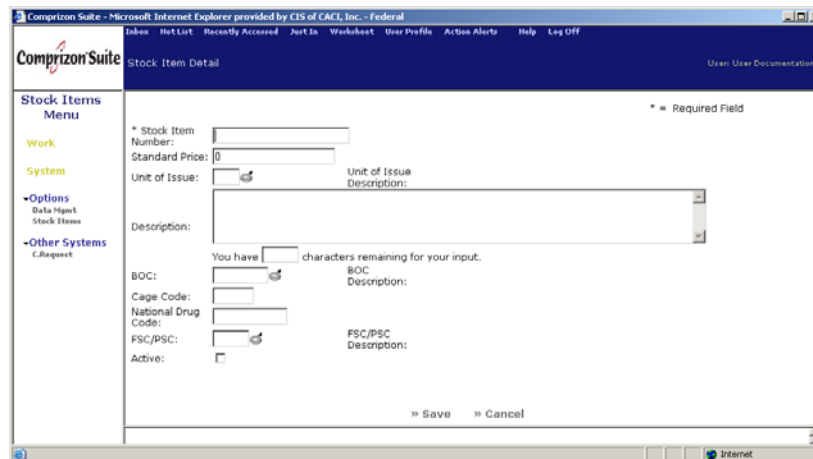 Comprizon Suite - Microsoft Internet Explorer provided by CIS of CACI, Inc. - Federal
Inbox Hot List Recently Accessed Just In Worksheet User Profile Action Alerts Help Log Off
Comprizon Suite
Stock Item Detail
User: User Documentation
Stock Items
Menu
* = Required Field
Work
System
Options
Data Mgmt
Stock Items
Other Systems
C.Request
* Stock Item
Number:
Standard Price: 0
Unit of Issue:
Unit of Issue
Description:
Description:
You have characters remaining for your input.
BOC:
BOC
Description:
Cage Code:
National Drug
Code:
FSC/PSC:
FSC/PSC
Description:
Active:
» Save » Cancel
Internet